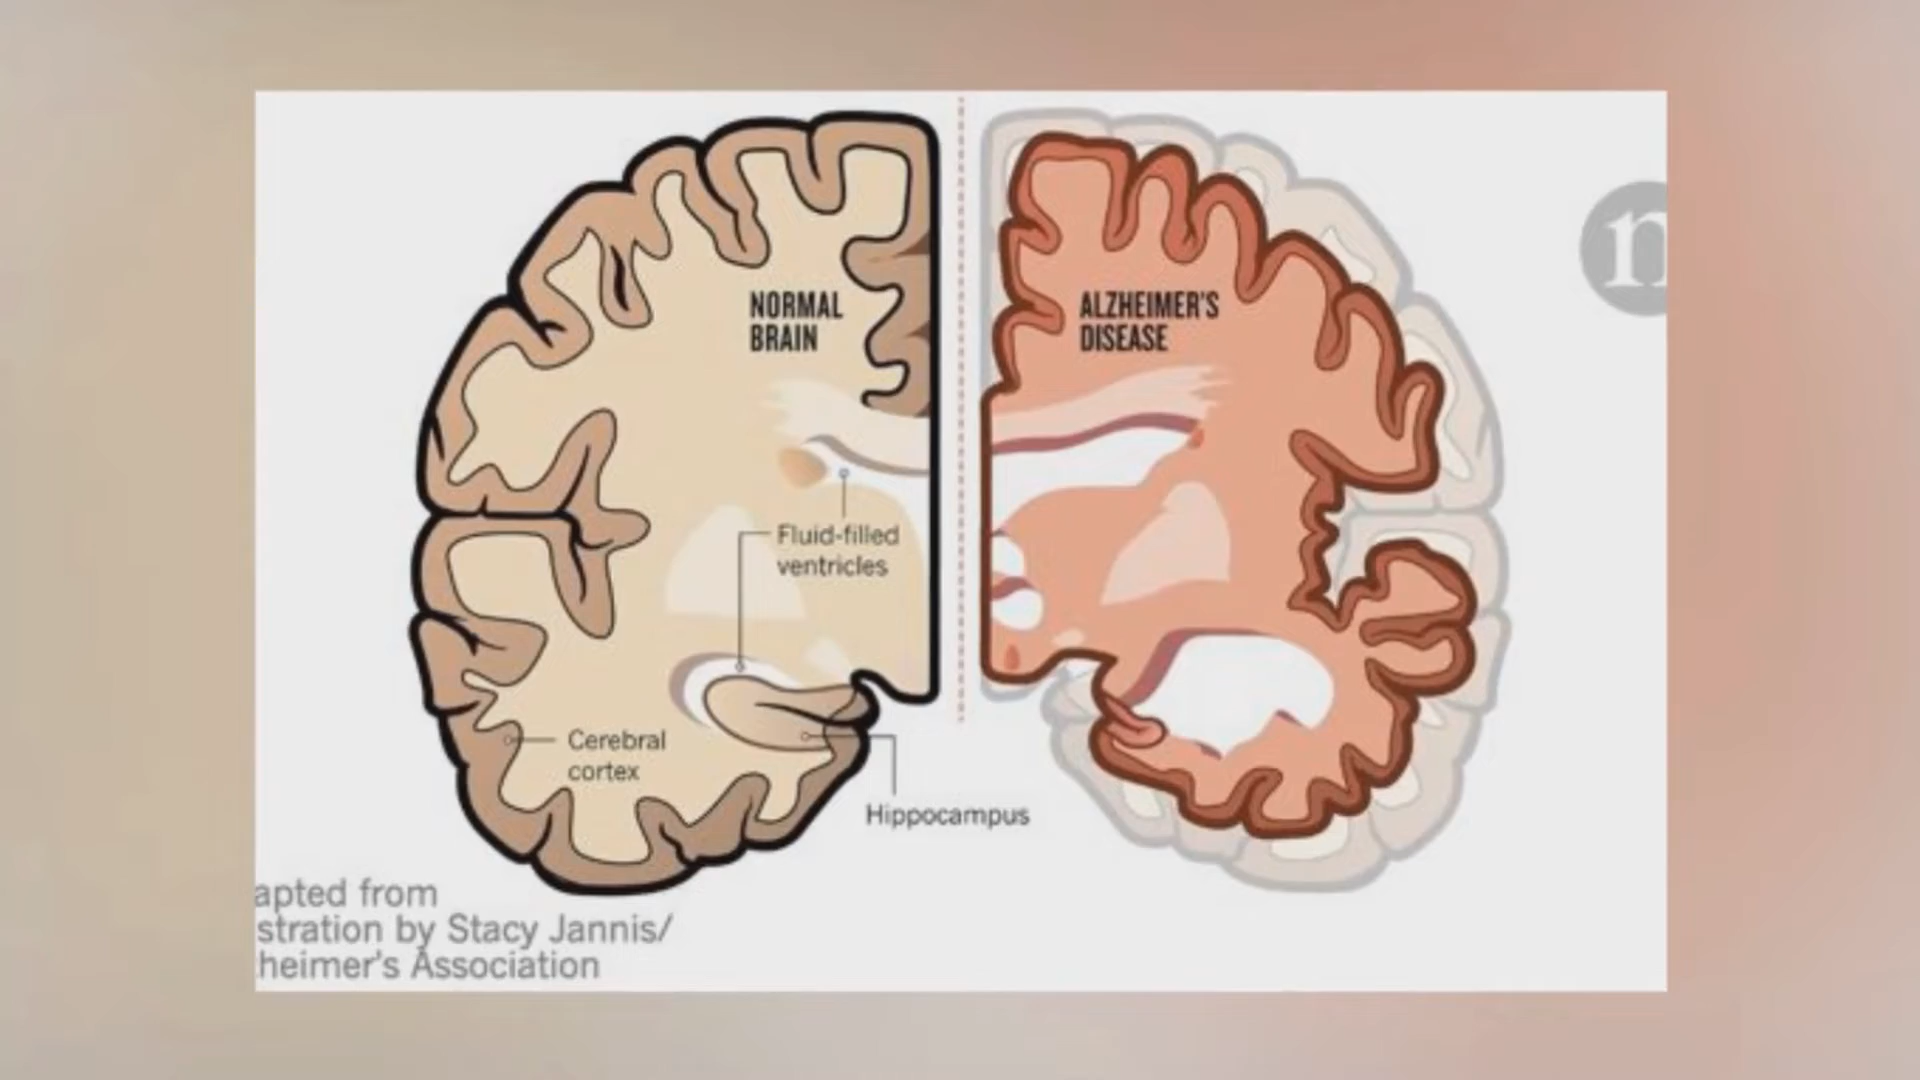 NORMAL
BRAIN
ALZHEIMER'S
DISEASE
n
Fluid-filled
ventricles
Cerebral
cortex
Hippocampus
apted from
stration by Stacy Jannis/
heimer's Association